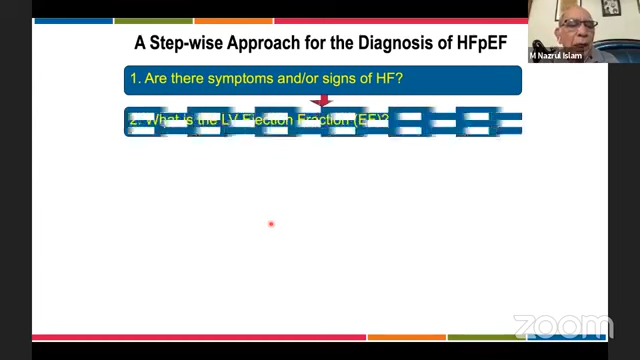 A Step-wise Approach for the Diagnosis of HFpEF
M Nazrul Islam
1. Are there symptoms and/or signs of HF?
2. What is the LV Ejection Fraction (EF)?
zoom